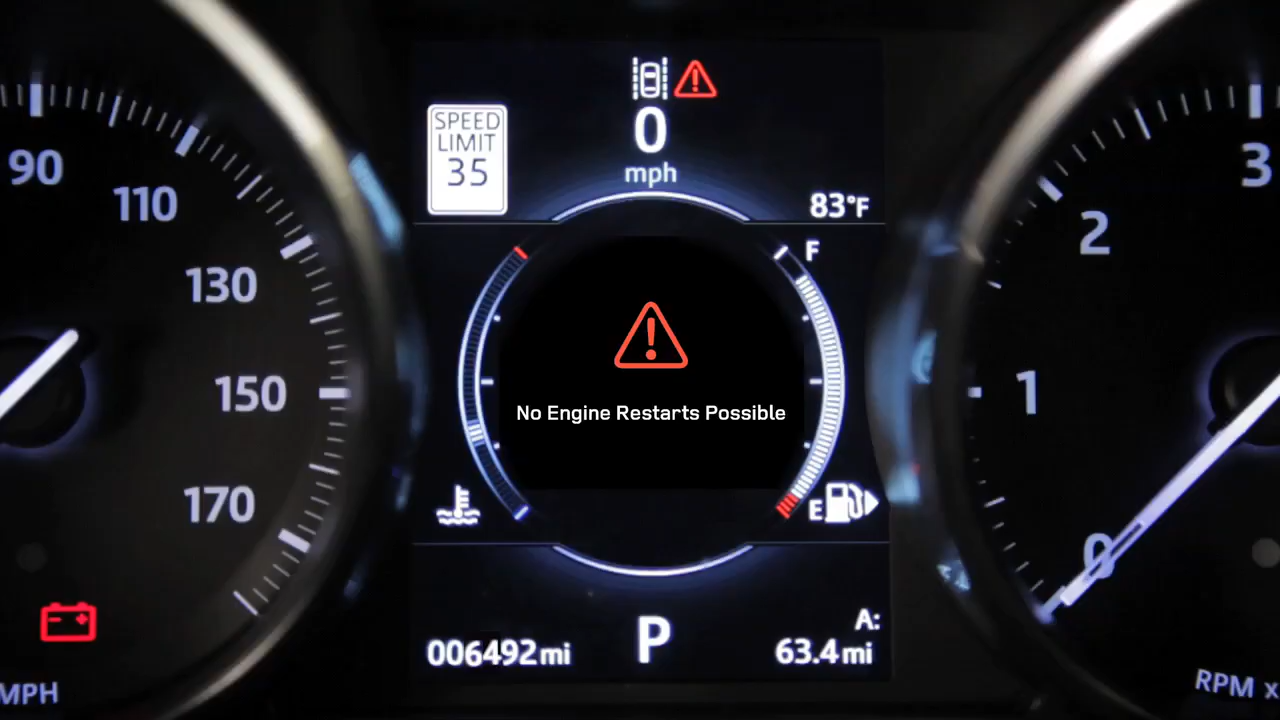 SPEED
LIMIT
35
0
mph
83°F
90
110
130
150
170
MPH
F
E
No Engine Restarts Possible
006492mi
P
A:
63.4mi
3
2
1
0
RPM x